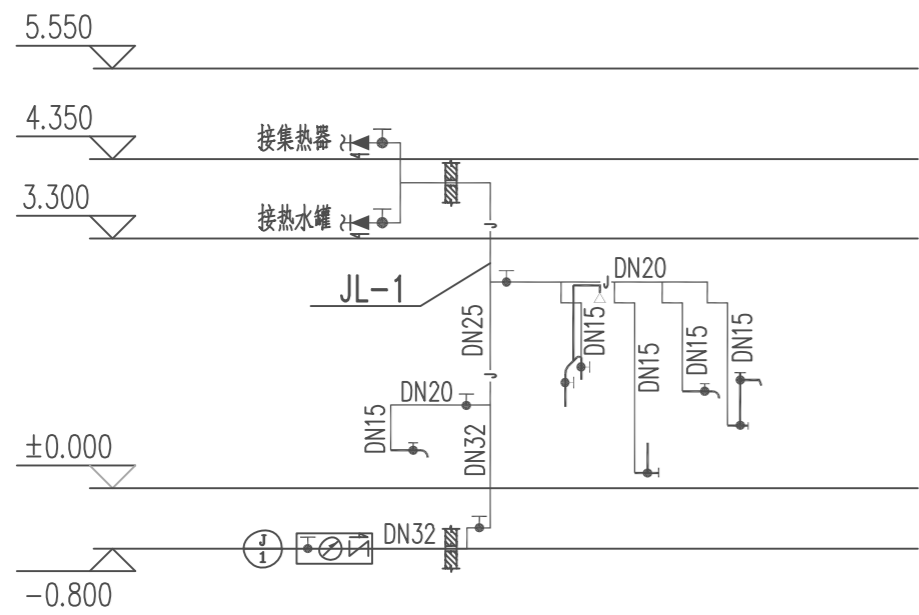 5.550
4.350
接集热器
3.300
接热水罐
J
JL-1
J
DN20
DN25
DN15
DN15
DN15
DN15
J
DN20
DN15
DN32
±0.000
J
1
DN32
-0.800